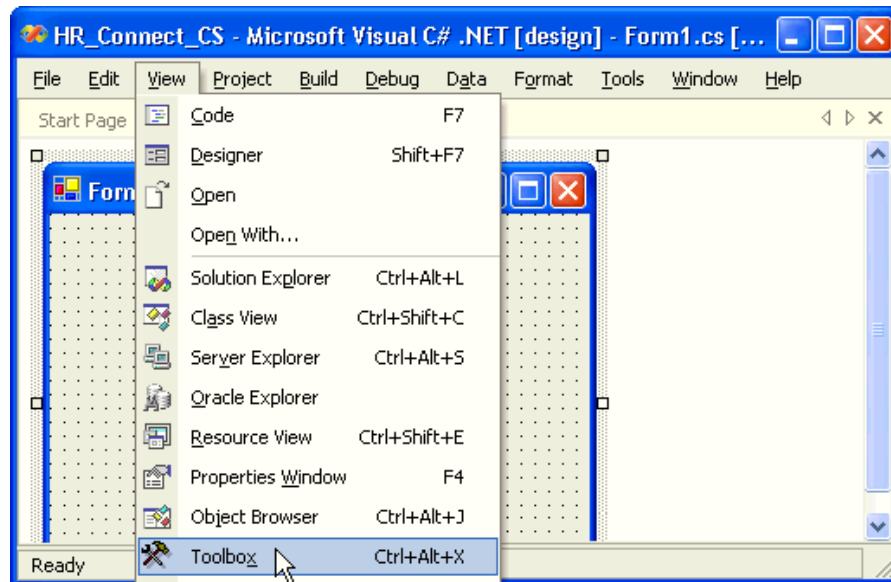 HR_Connect_CS - Microsoft Visual C# .NET [design] - Form1.cs [...
File Edit View Project Build Debug Data Format Tools Window Help
Start Page
Code F7
Designer Shift+F7
Form
Open
Open With...
Solution Explorer Ctrl+Alt+L
Class View Ctrl+Shift+C
Server Explorer Ctrl+Alt+S
Oracle Explorer
Resource View Ctrl+Shift+E
Properties Window F4
Object Browser Ctrl+Alt+J
Toolbox Ctrl+Alt+X
Ready